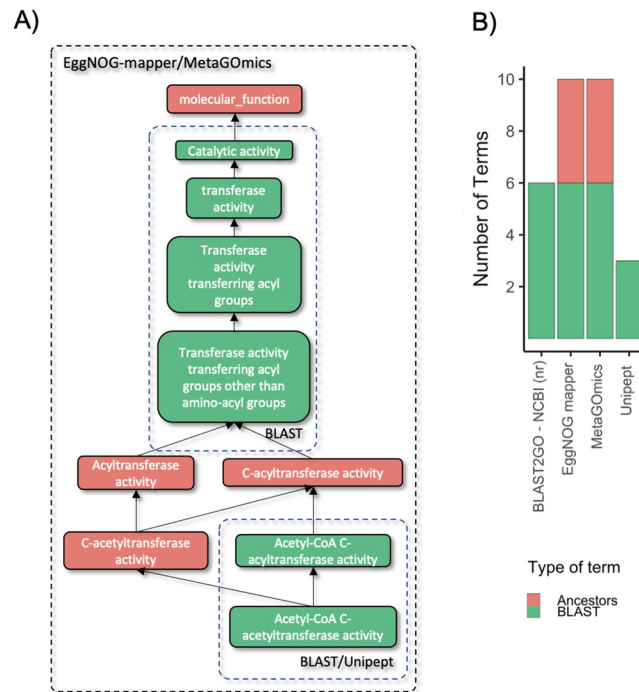 A)
EggNOG-mapper/MetaGOmics
molecular_function
Catalytic activity
transferase
activity
Transferase
activity
transferring acyl
groups
Transferase activity
transferring acyl
groups other than
amino-acyl groups
BLAST
Acyltransferase
activity
C-acyltransferase activity
C-acetyltransferase
activity
Acetyl-CoA C-
acyltransferase activity
Acetyl-CoA C-
acetyltransferase activity
BLAST/Unipept
B)
Number of Terms
10
8
6
4
2
BLAST2GO - NCBI (nr)
EggNOG mapper
MetaGOmics
Unipept
Type of term
Ancestors
BLAST